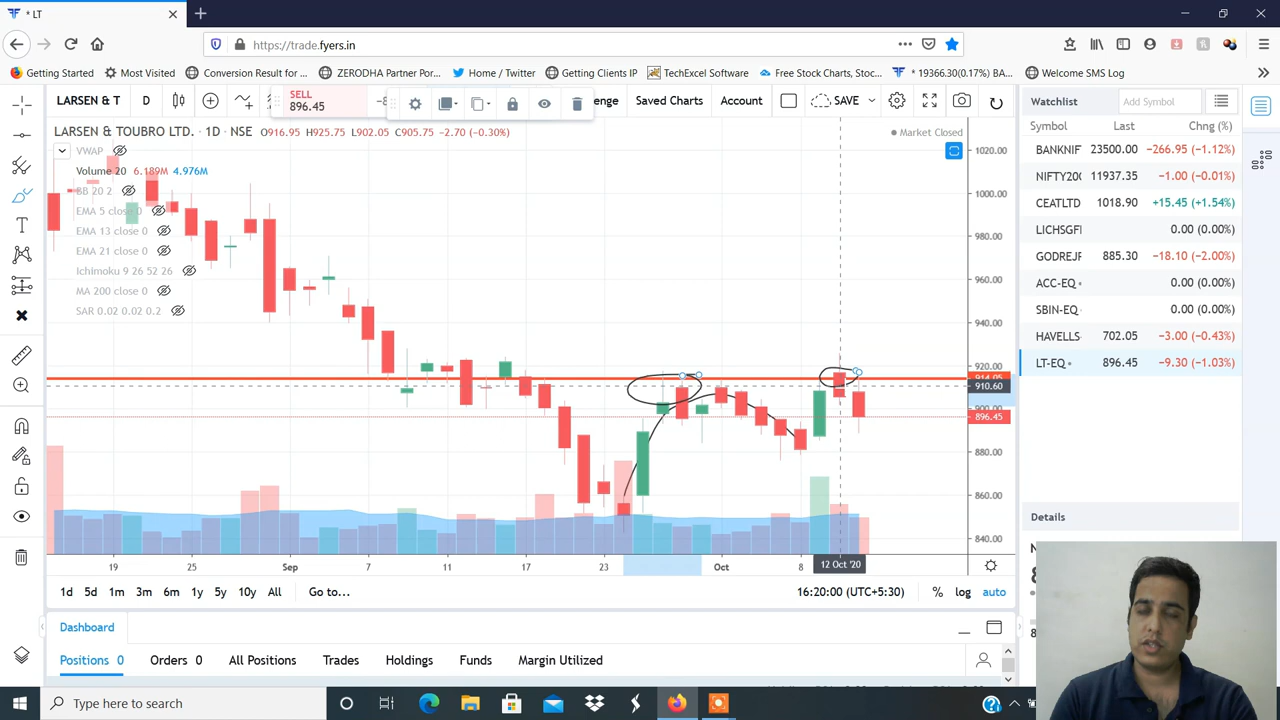 * LT
https://trade.fyers.in
Getting Started Most Visited Conversion Result for ... ZERODHA Partner Por... Home / Twitter Getting Clients IP TechExcel Software Free Stock Charts, Stoc... * 19366.30(0.17%) BA... Welcome SMS Log
LARSEN & T D SELL 896.45 Saved Charts Account SAVE
LARSEN & TOUBRO LTD. · 1D · NSE O916.95 H925.75 L902.05 C905.75 −2.70 (−0.30%)
Market Closed
VWAP
Volume 20 6.189M 4.976M
BB 20 2
EMA 5 close 0
EMA 13 close 0
EMA 21 close 0
Ichimoku 9 26 52 26
MA 200 close 0
SAR 0.02 0.02 0.2
1020.00
1000.00
980.00
960.00
940.00
920.00
910.60
896.45
880.00
860.00
840.00
19 25 Sep 7 11 17 23 Oct 8 12 Oct '20
1d 5d 1m 3m 6m 1y 5y 10y All Go to... 16:20:00 (UTC+5:30) % log auto
Dashboard
Positions 0 Orders 0 All Positions Trades Holdings Funds Margin Utilized
Watchlist Add Symbol
Symbol Last Chng (%)
BANKNIF 23500.00 −266.95 (−1.12%)
NIFTY200 11937.35 −1.00 (−0.01%)
CEATLTD 1018.90 +15.45 (+1.54%)
LICHSGFI 0.00 (0.00%)
GODREJF 885.30 −18.10 (−2.00%)
ACC-EQ 0.00 (0.00%)
SBIN-EQ 0.00 (0.00%)
HAVELLS 702.05 −3.00 (−0.43%)
LT-EQ 896.45 −9.30 (−1.03%)
Details
Type here to search